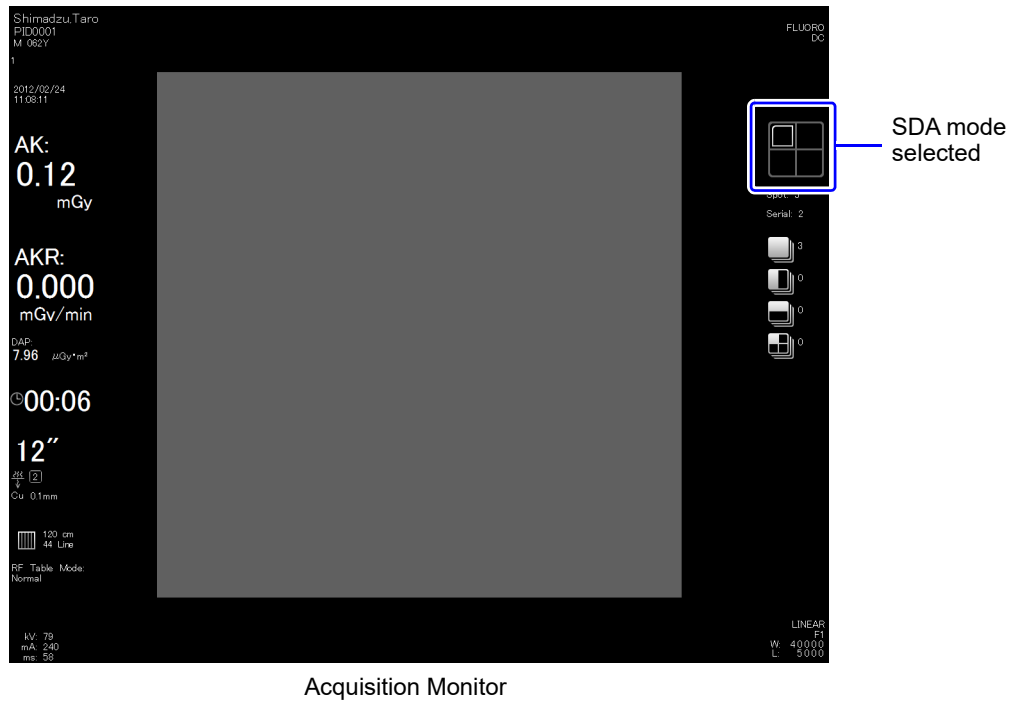 Shimadzu,Taro
PID0001
M 062Y
1
2012/02/24
11:08:11
AK:
0.12
mGy
AKR:
0.000
mGv/min
DAP:
7.96 μGy•m²
00:06
12″
2
Cu 0.1mm
120 cm
44 Line
RF Table Mode:
Normal
kV: 79
mA: 240
ms: 58
FLUORO
DC
SDA mode
selected
Serial: 2
3
0
0
0
LINEAR
F1
W: 40000
L: 5000
Acquisition Monitor